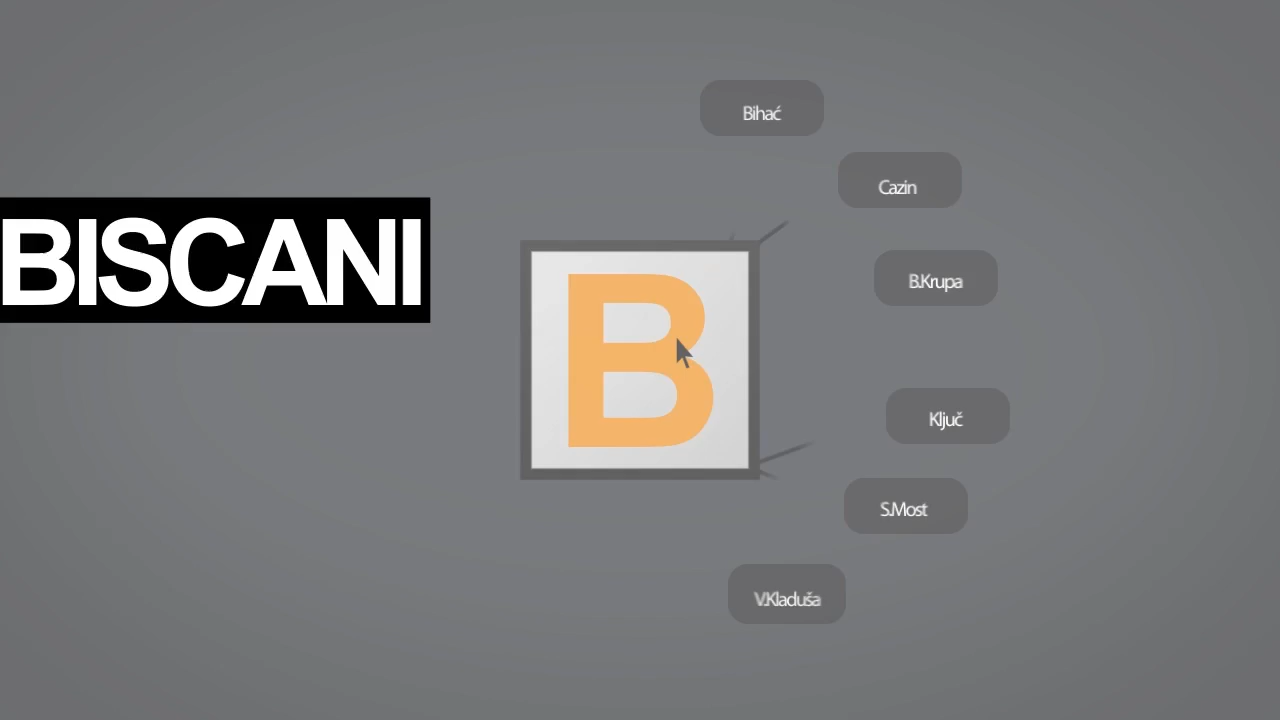 Bihać
Cazin
BISCANI
B.Krupa
B
Ključ
S.Most
V.Kladuša